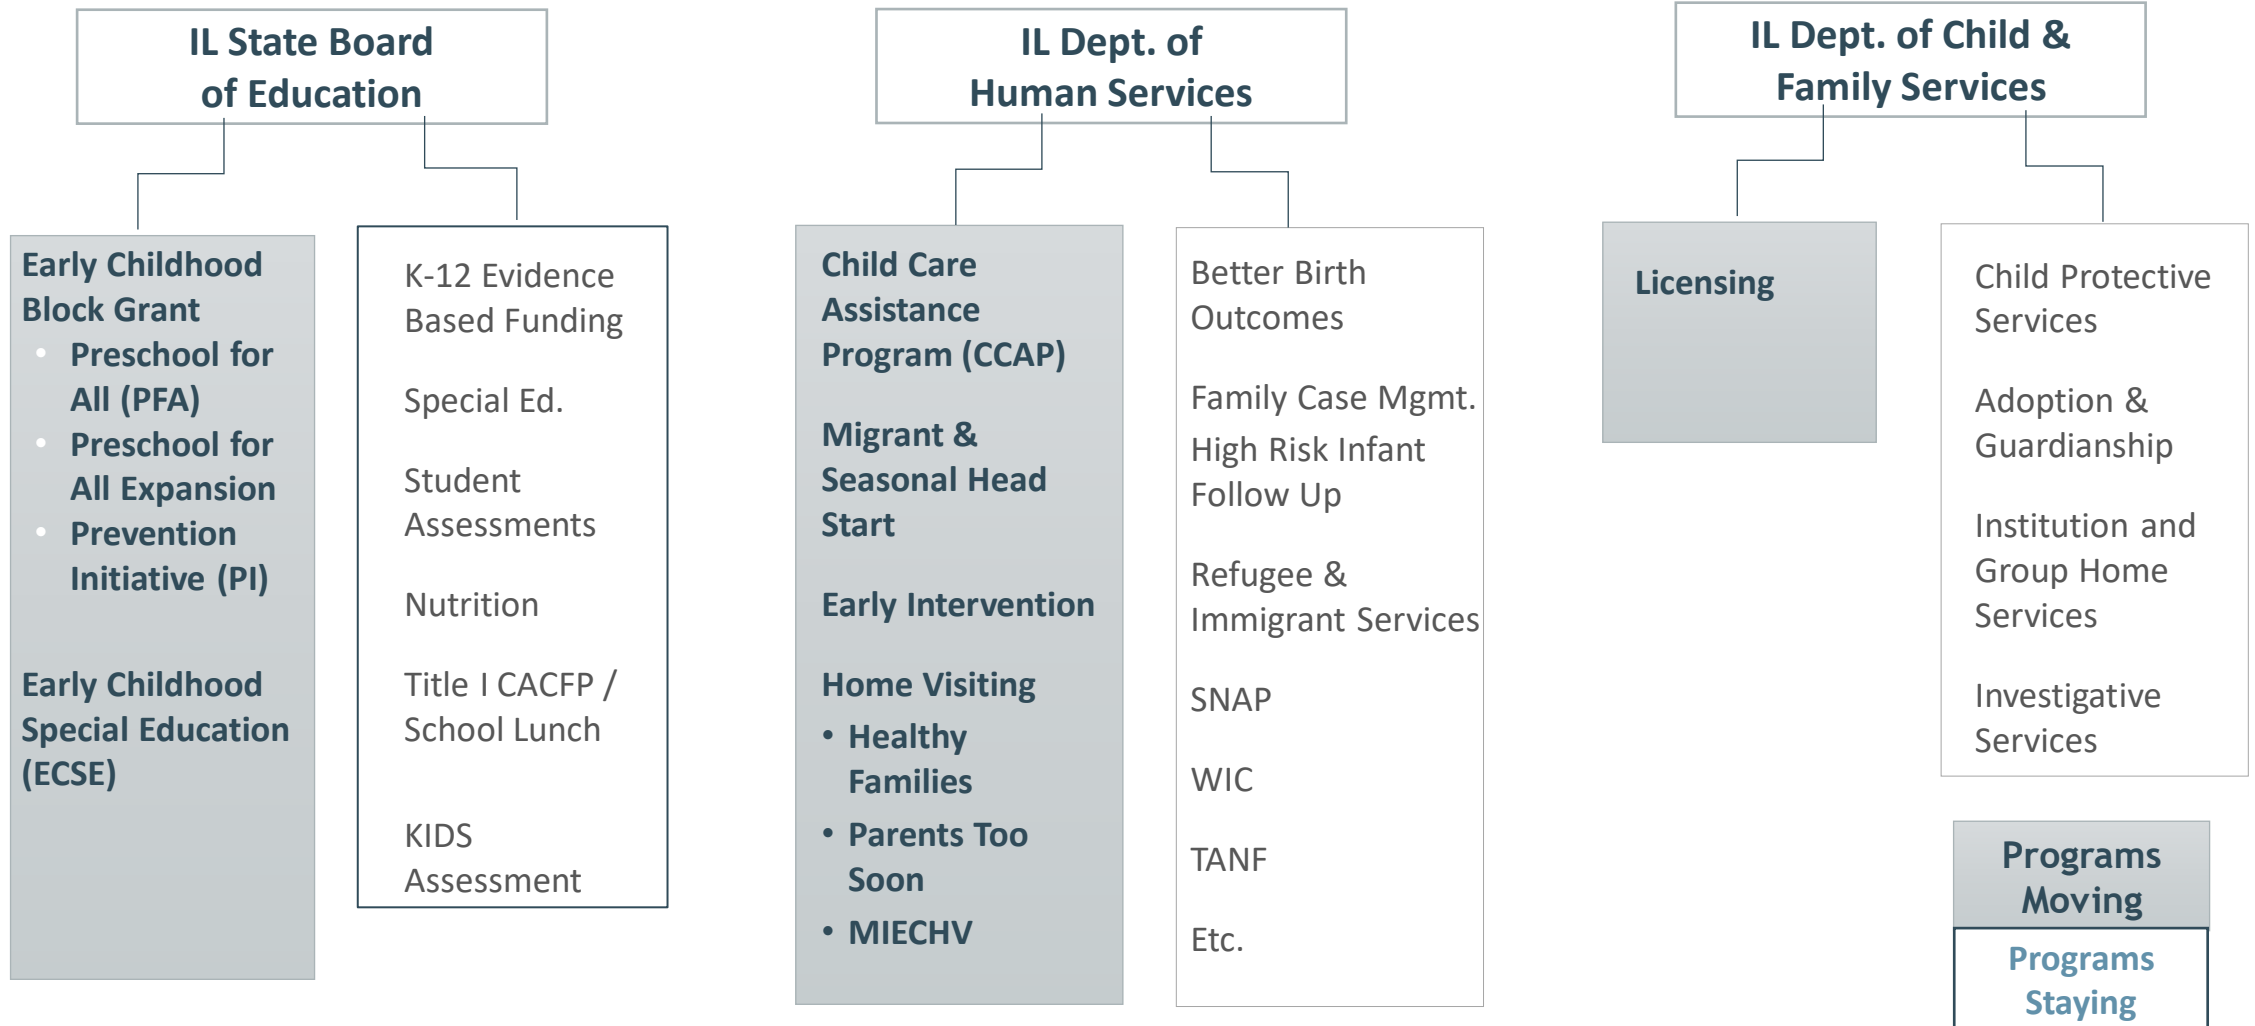 IL State Board
of Education
Early Childhood
Block Grant
• Preschool for
All (PFA)
• Preschool for
All Expansion
• Prevention
Initiative (PI)
Early Childhood
Special Education
(ECSE)
K-12 Evidence
Based Funding
Special Ed.
Student
Assessments
Nutrition
Title I CACFP /
School Lunch
KIDS
Assessment
IL Dept. of
Human Services
Child Care
Assistance
Program (CCAP)
Migrant &
Seasonal Head
Start
Early Intervention
Home Visiting
• Healthy
Families
• Parents Too
Soon
• MIECHV
Better Birth
Outcomes
Family Case Mgmt.
High Risk Infant
Follow Up
Refugee &
Immigrant Services
SNAP
WIC
TANF
Etc.
IL Dept. of Child &
Family Services
Licensing
Child Protective
Services
Adoption &
Guardianship
Institution and
Group Home
Services
Investigative
Services
Programs
Moving
Programs
Staying